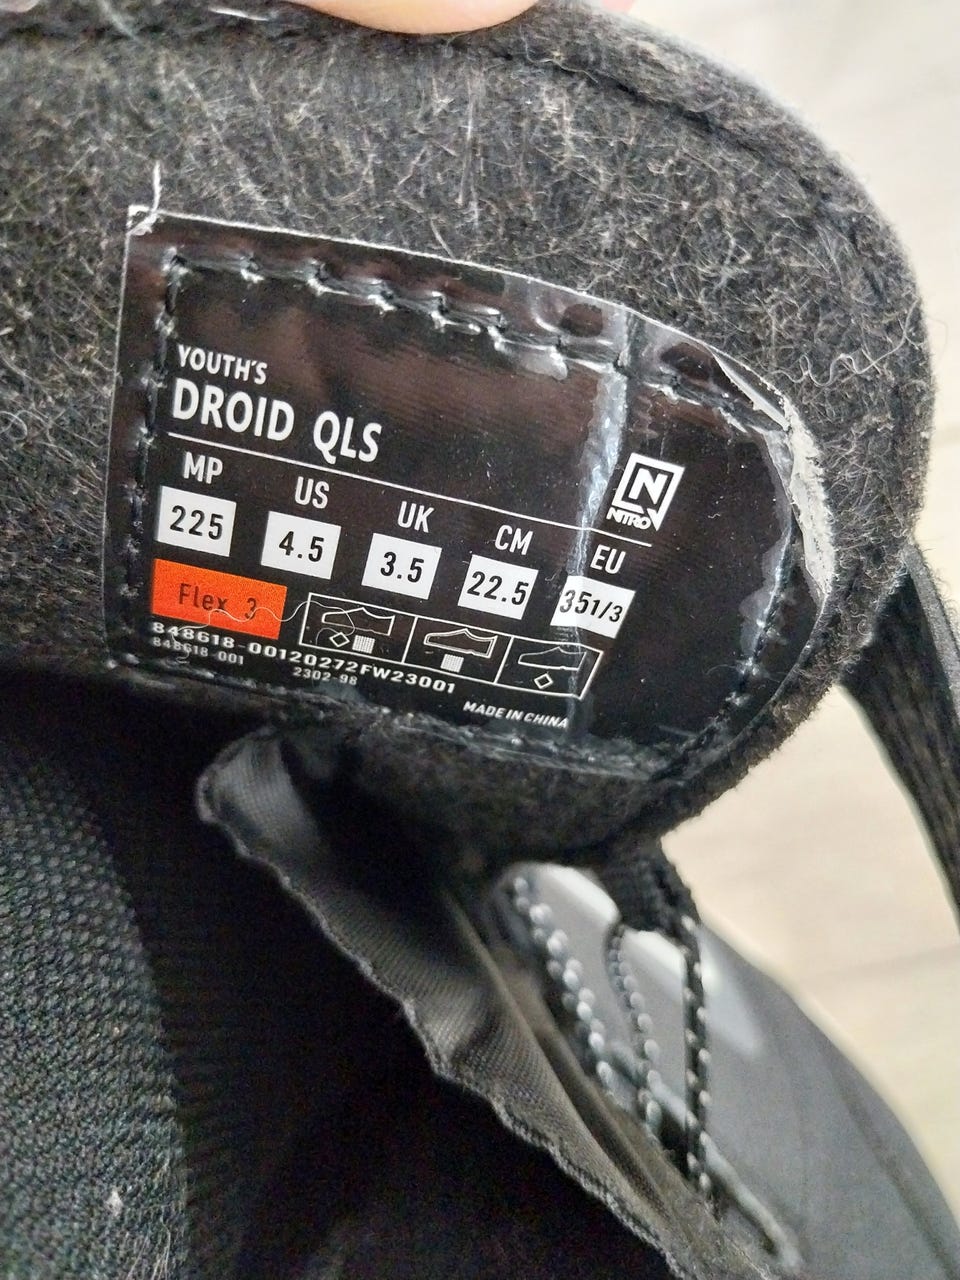 YOUTH'S
DROID QLS
N
NITRO
MP US UK CM EU
225 4.5 3.5 22.5 351/3
Flex 3
848618-00120272FW23001
848618-001 2302-98
MADE IN CHINA